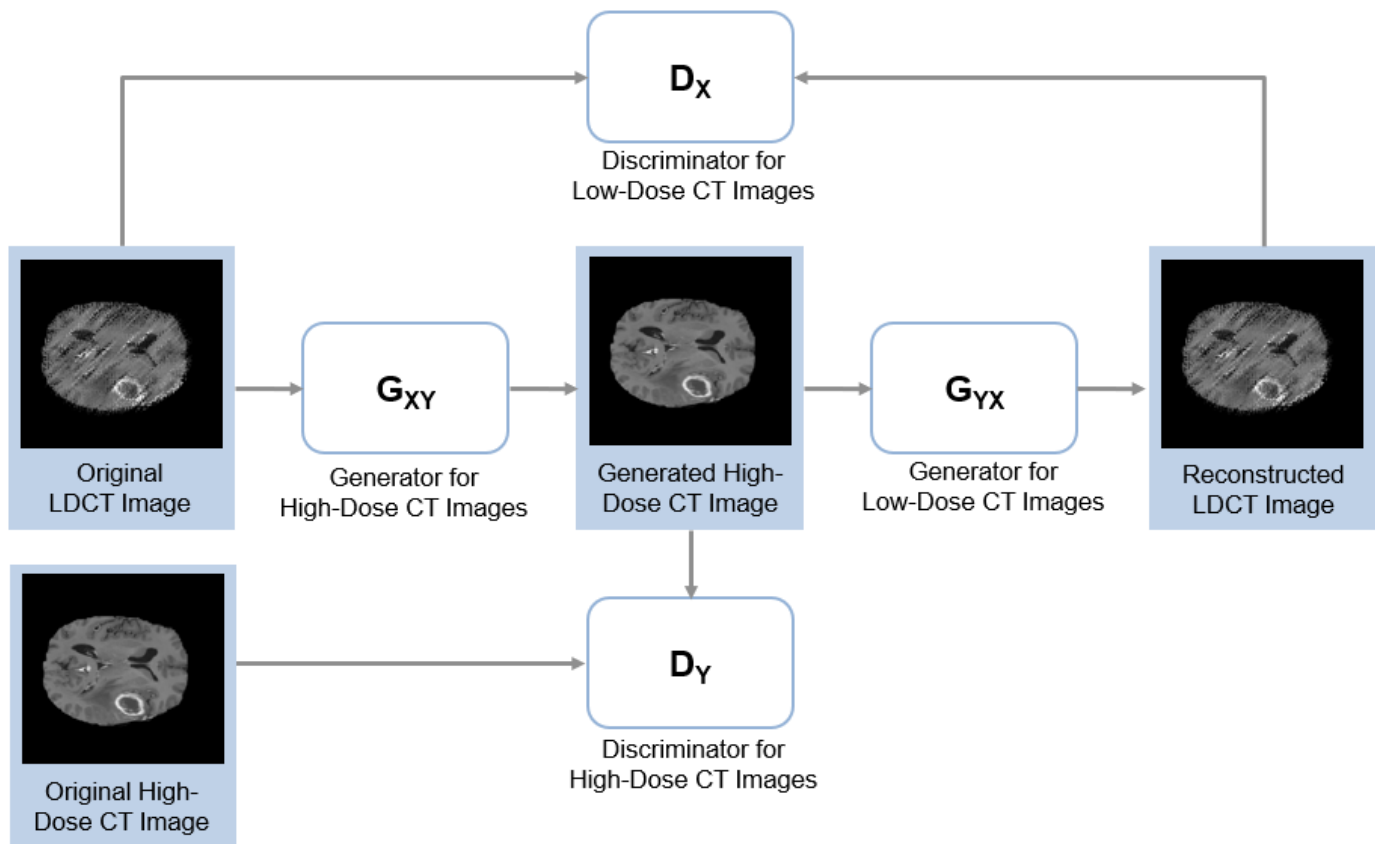 DX
Discriminator for
Low-Dose CT Images
Original
LDCT Image
GXY
Generator for
High-Dose CT Images
Generated High-
Dose CT Image
GYX
Generator for
Low-Dose CT Images
Reconstructed
LDCT Image
Original High-
Dose CT Image
DY
Discriminator for
High-Dose CT Images